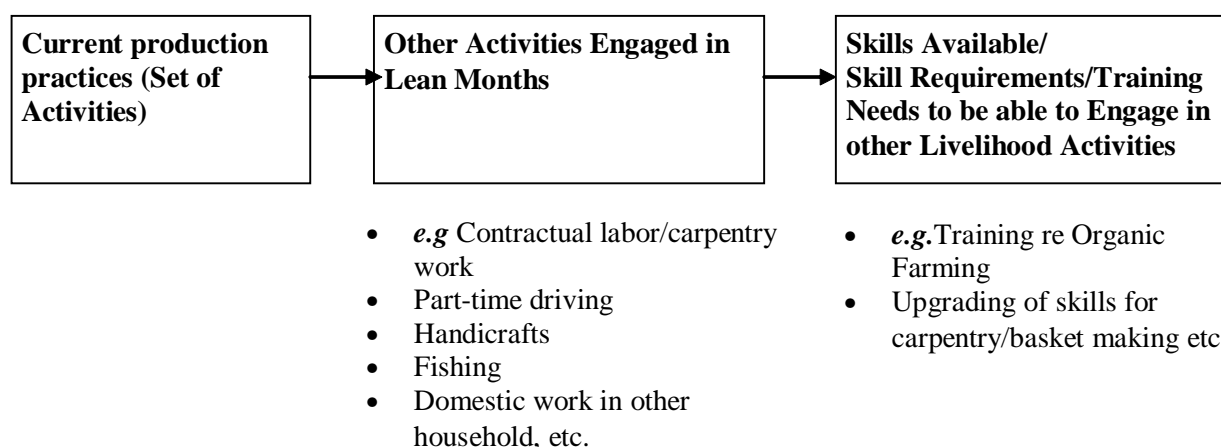 Current production
practices (Set of
Activities)
Other Activities Engaged in
Lean Months
Skills Available/
Skill Requirements/Training
Needs to be able to Engage in
other Livelihood Activities
• e.g Contractual labor/carpentry
work
• Part-time driving
• Handicrafts
• Fishing
• Domestic work in other
household, etc.
• e.g.Training re Organic
Farming
• Upgrading of skills for
carpentry/basket making etc